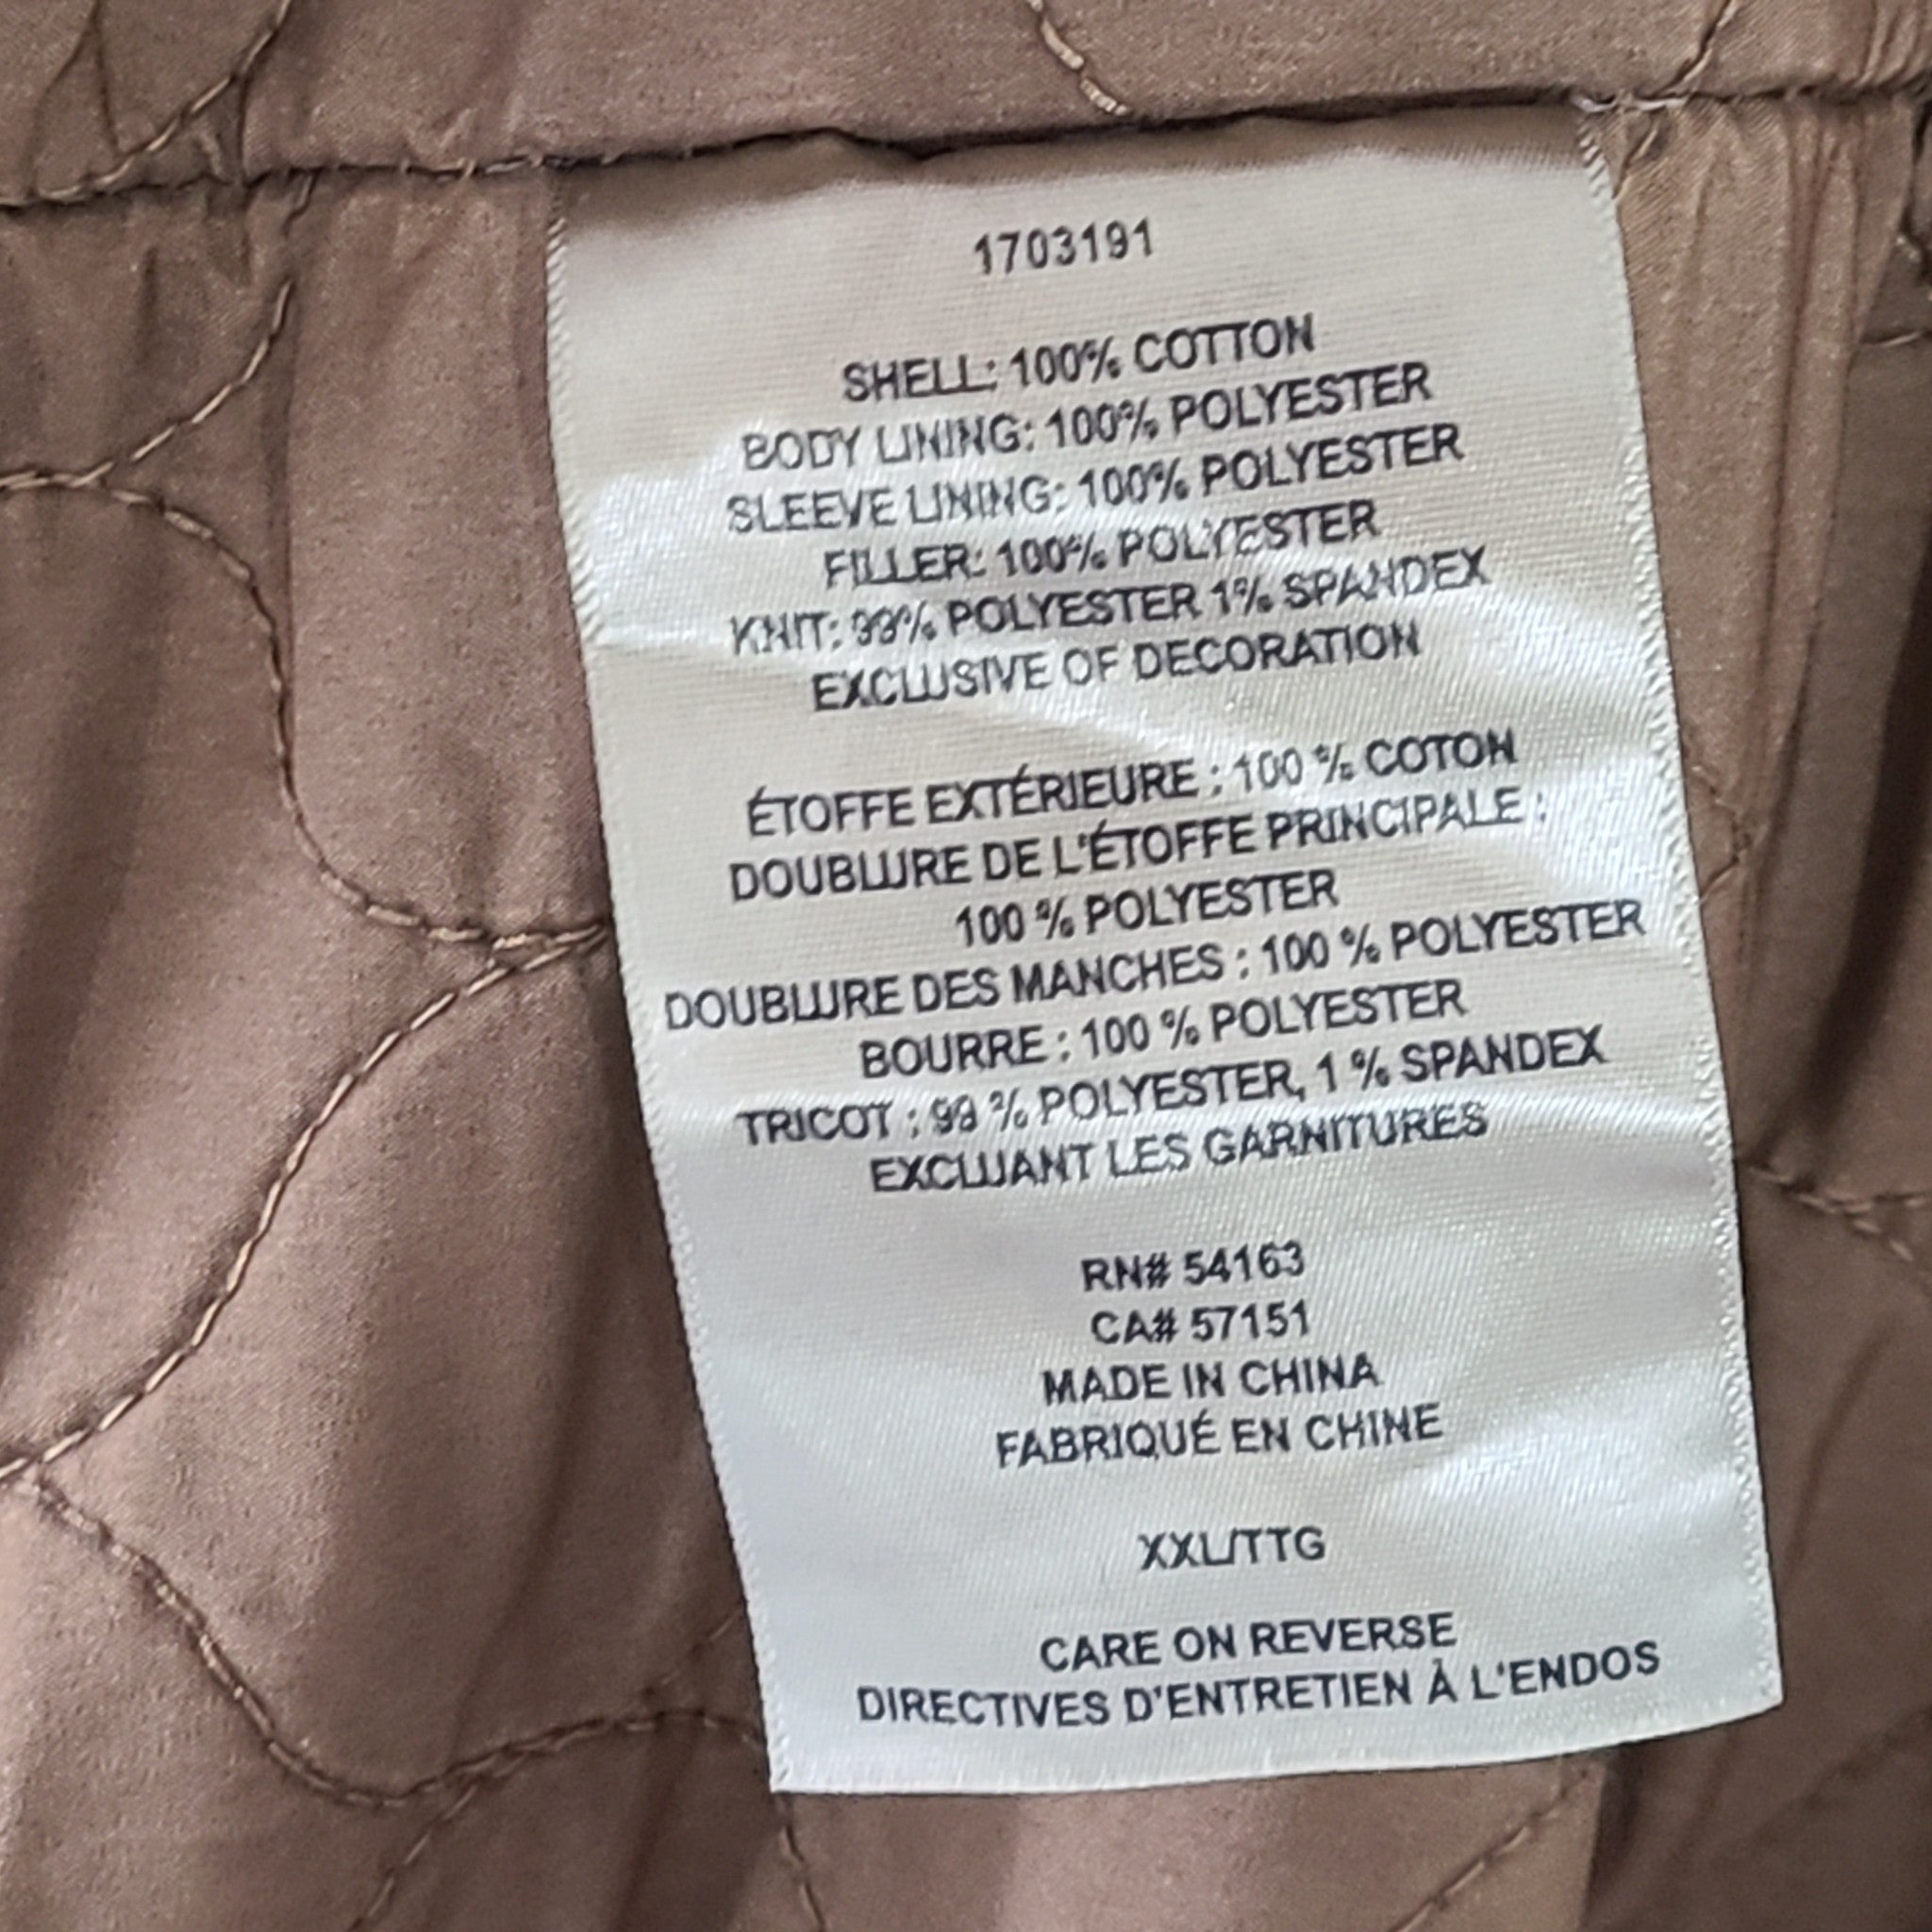 1703191
SHELL: 100% COTTON
BODY LINING: 100% POLYESTER
SLEEVE LINING: 100% POLYESTER
FILLER: 100% POLYESTER
KNIT: 99% POLYESTER 1% SPANDEX
EXCLUSIVE OF DECORATION
ÉTOFFE EXTÉRIEURE : 100 % COTON
DOUBLURE DE L'ÉTOFFE PRINCIPALE :
100 % POLYESTER
DOUBLURE DES MANCHES : 100 % POLYESTER
BOURRE : 100 % POLYESTER
TRICOT : 99 % POLYESTER, 1 % SPANDEX
EXCLUANT LES GARNITURES
RN# 54163
CA# 57151
MADE IN CHINA
FABRIQUÉ EN CHINE
XXL/TTG
CARE ON REVERSE
DIRECTIVES D'ENTRETIEN À L'ENDOS